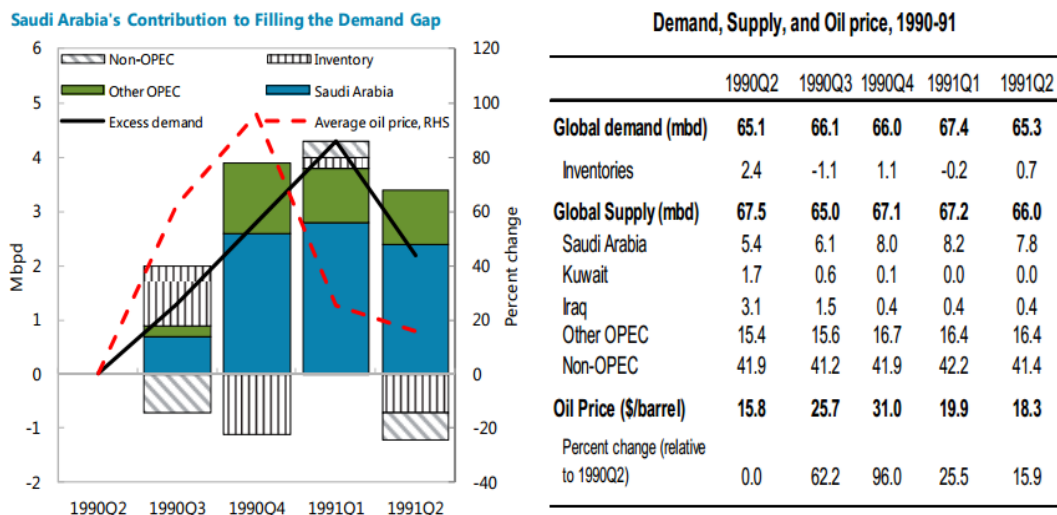 Saudi Arabia's Contribution to Filling the Demand Gap
6 120
Non-OPEC Inventory
5 100
Other OPEC Saudi Arabia
Excess demand Average oil price, RHS
4 80
3 60
2 40
1 20
0 0
-1 -20
-2 -40
Mbpd
Percent change
1990Q2 1990Q3 1990Q4 1991Q1 1991Q2
Demand, Supply, and Oil price, 1990-91
1990Q2 1990Q3 1990Q4 1991Q1 1991Q2
Global demand (mbd) 65.1 66.1 66.0 67.4 65.3
Inventories 2.4 -1.1 1.1 -0.2 0.7
Global Supply (mbd) 67.5 65.0 67.1 67.2 66.0
Saudi Arabia 5.4 6.1 8.0 8.2 7.8
Kuwait 1.7 0.6 0.1 0.0 0.0
Iraq 3.1 1.5 0.4 0.4 0.4
Other OPEC 15.4 15.6 16.7 16.4 16.4
Non-OPEC 41.9 41.2 41.9 42.2 41.4
Oil Price ($/barrel) 15.8 25.7 31.0 19.9 18.3
Percent change (relative
to 1990Q2) 0.0 62.2 96.0 25.5 15.9